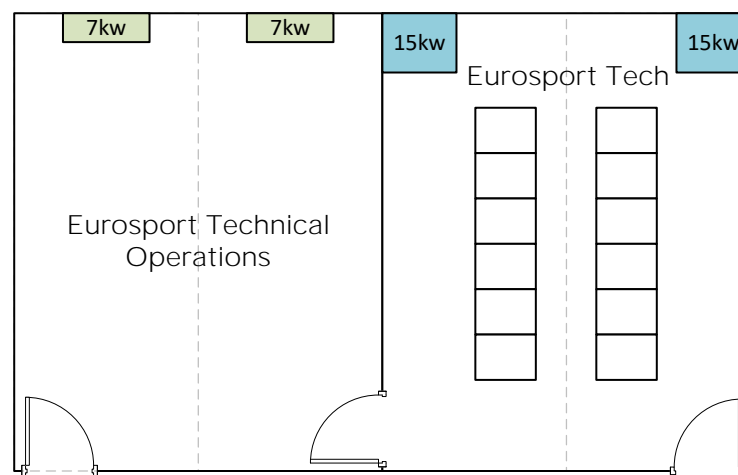 7kw
7kw
15kw
15kw
Eurosport Tech
Eurosport Technical
Operations